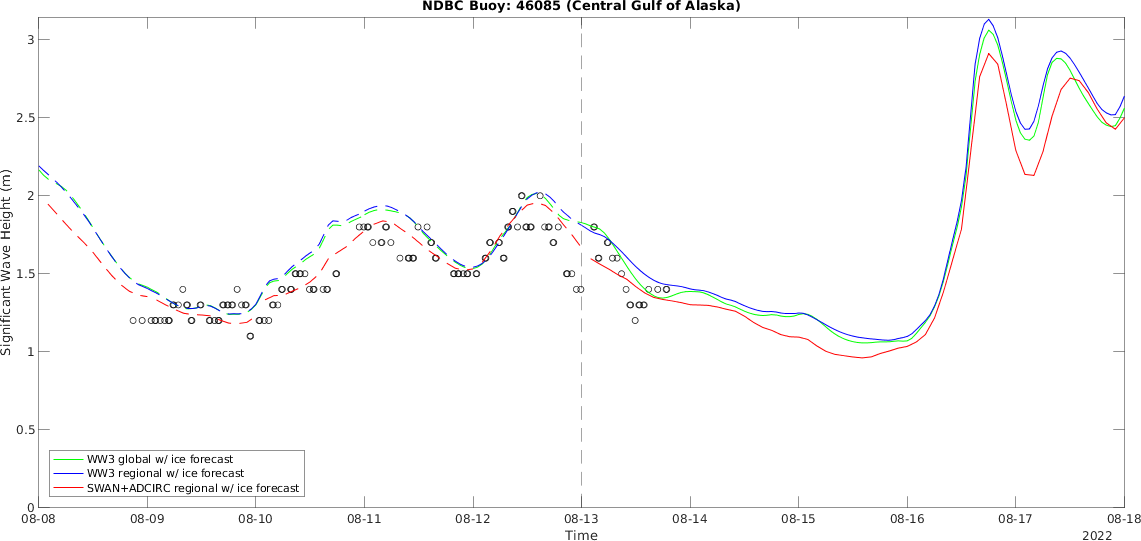 NDBC Buoy: 46085 (Central Gulf of Alaska)
3
2.5
2
1.5
1
0.5
0
Significant Wave Height (m)
WW3 global w/ ice forecast
WW3 regional w/ ice forecast
SWAN+ADCIRC regional w/ ice forecast
08-08 08-09 08-10 08-11 08-12 08-13 08-14 08-15 08-16 08-17 08-18
Time
2022